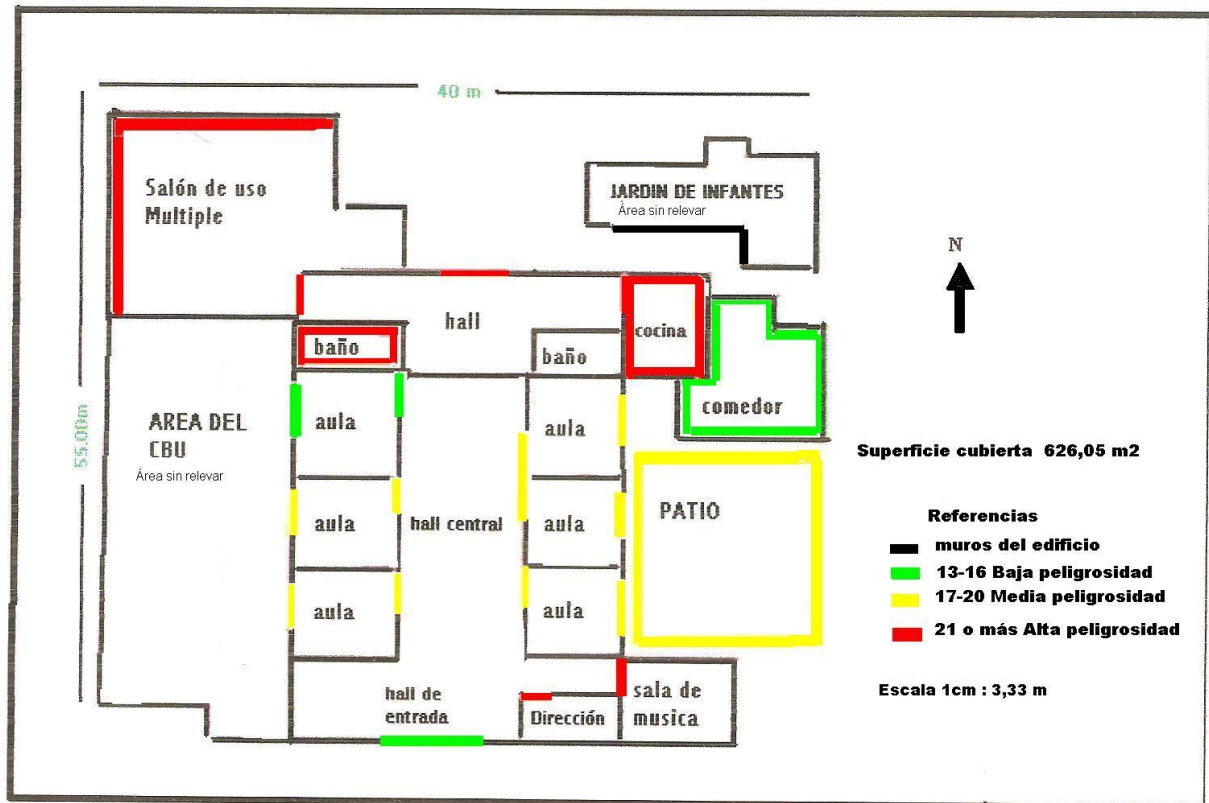 40 m
55.00m
Salón de uso
Multiple
JARDIN DE INFANTES
Área sin relevar
N
hall
cocina
baño
baño
comedor
AREA DEL
CBU
Área sin relevar
aula
aula
aula
hall central
aula
aula
aula
PATIO
Superficie cubierta 626,05 m2
Referencias
muros del edificio
13-16 Baja peligrosidad
17-20 Media peligrosidad
21 o más Alta peligrosidad
Escala 1cm : 3,33 m
hall de
entrada
Dirección
sala de
musica